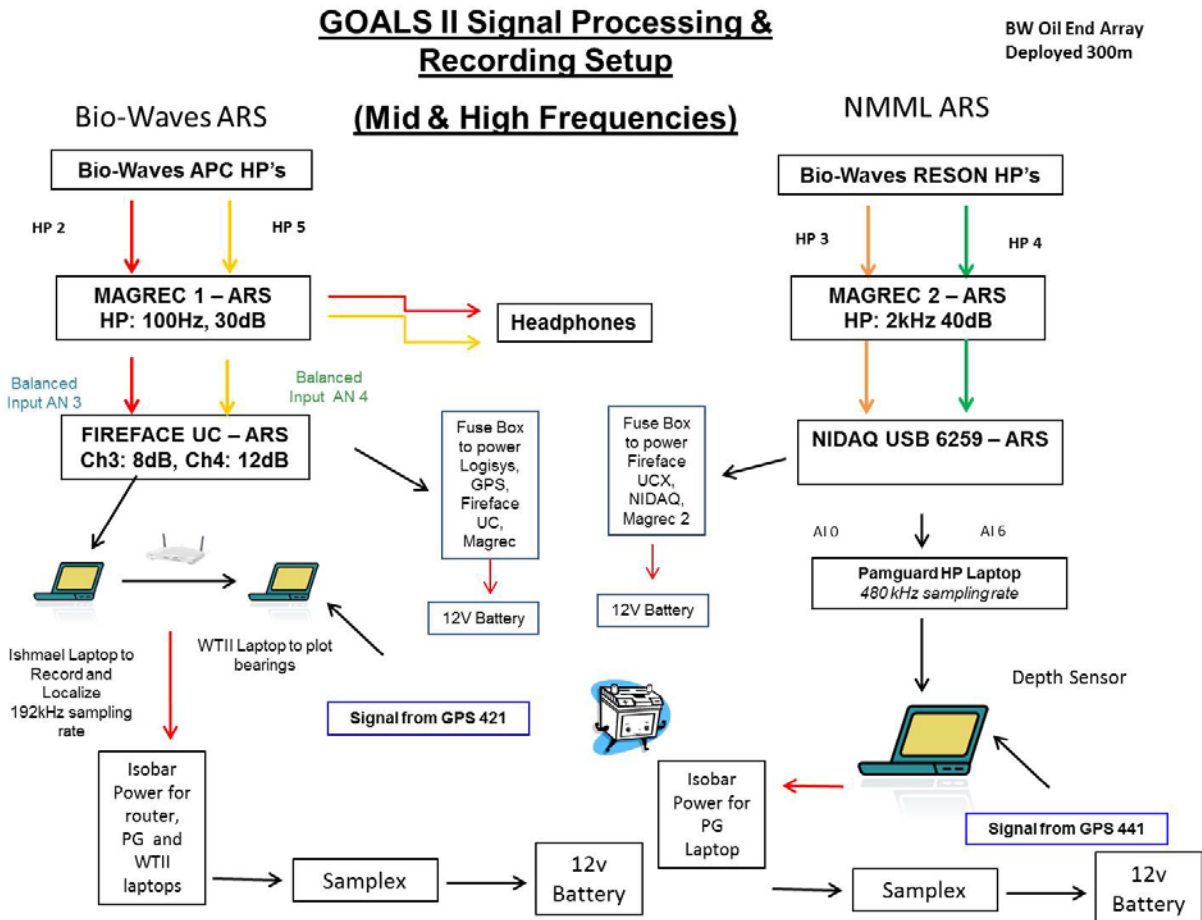 GOALS II Signal Processing &
Recording Setup
(Mid & High Frequencies)
BW Oil End Array
Deployed 300m
Bio-Waves ARS
NMML ARS
Bio-Waves APC HP's
Bio-Waves RESON HP's
HP 2
HP 5
HP 3
HP 4
MAGREC 1 – ARS
HP: 100Hz, 30dB
Headphones
MAGREC 2 – ARS
HP: 2kHz 40dB
Balanced
Input AN 3
Balanced
Input AN 4
FIREFACE UC – ARS
Ch3: 8dB, Ch4: 12dB
Fuse Box
to power
Logisys,
GPS,
Fireface
UC,
Magrec
Fuse Box
to power
Fireface
UCX,
NIDAQ,
Magrec 2
NIDAQ USB 6259 – ARS
AI 0
AI 6
Pamguard HP Laptop
480 kHz sampling rate
12V Battery
12V Battery
Ishmael Laptop to
Record and
Localize
192kHz sampling
rate
WTII Laptop to plot
bearings
Signal from GPS 421
Depth Sensor
Isobar
Power for
router,
PG and
WTII
laptops
Samplex
12v
Battery
Isobar
Power for
PG
Laptop
Signal from GPS 441
Samplex
12v
Battery